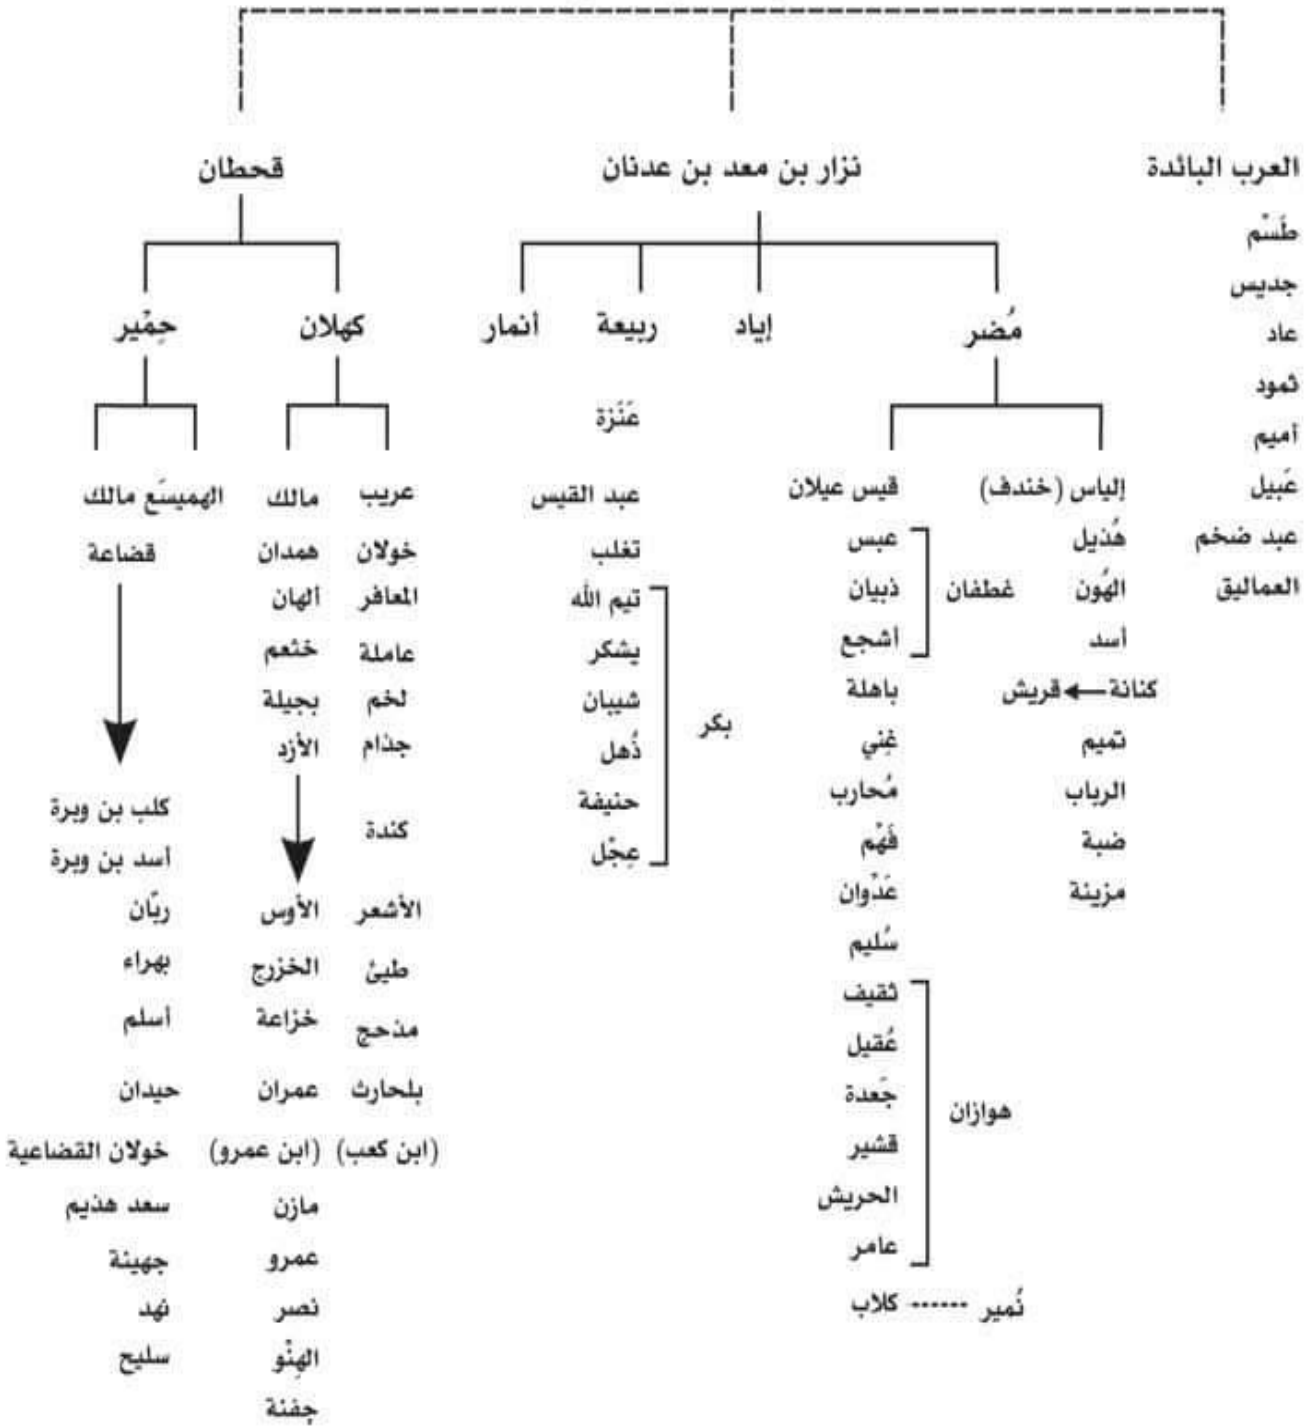 العرب البائدة
طَسْم
جديس
عاد
ثمود
أميم
عَبيل
عبد ضخم
العماليق
نزار بن معد بن عدنان
مُضر
إلياس (خندف)
هُذيل
الهُون
أسد
كنانة
قريش
تميم
الرباب
ضبة
مزينة
قيس عيلان
غطفان
عبس
ذبيان
أشجع
باهلة
غِني
مُحارب
فَهْم
عَدْوان
سُليم
هوازان
ثقيف
عُقيل
جَعدة
قشير
الحريش
عامر
نُمير
كلاب
إياد
ربيعة
عَنَزة
عبد القيس
تغلب
بكر
تيم الله
يشكر
شيبان
ذُهل
حنيفة
عِجْل
أنمار
قحطان
كهلان
عريب
خولان
المعافر
عاملة
لخم
جذام
كندة
الأشعر
طيئ
مذحج
بلحارث
(ابن كعب)
مالك
همدان
ألهان
خثعم
بجيلة
الأزد
الأوس
الخزرج
خزاعة
عمران
(ابن عمرو)
مازن
عمرو
نصر
الهِنْو
جفنة
حِمْير
الهميسَع
مالك
قضاعة
كلب بن وبرة
أسد بن وبرة
ربّان
بهراء
أسلم
حيدان
خولان القضاعية
سعد هذيم
جهينة
نهد
سليح